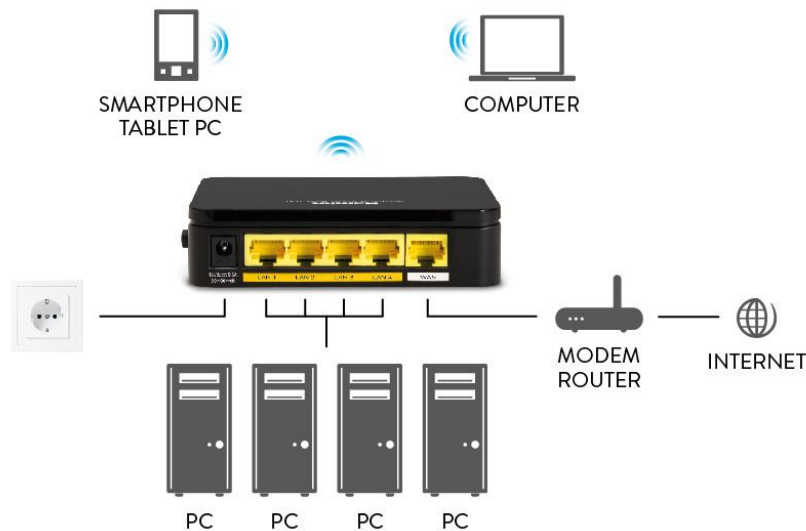 SMARTPHONE
TABLET PC
COMPUTER
LAN 1 LAN 2 LAN 3 LAN 4 WAN
MODEM
ROUTER
INTERNET
PC PC PC PC